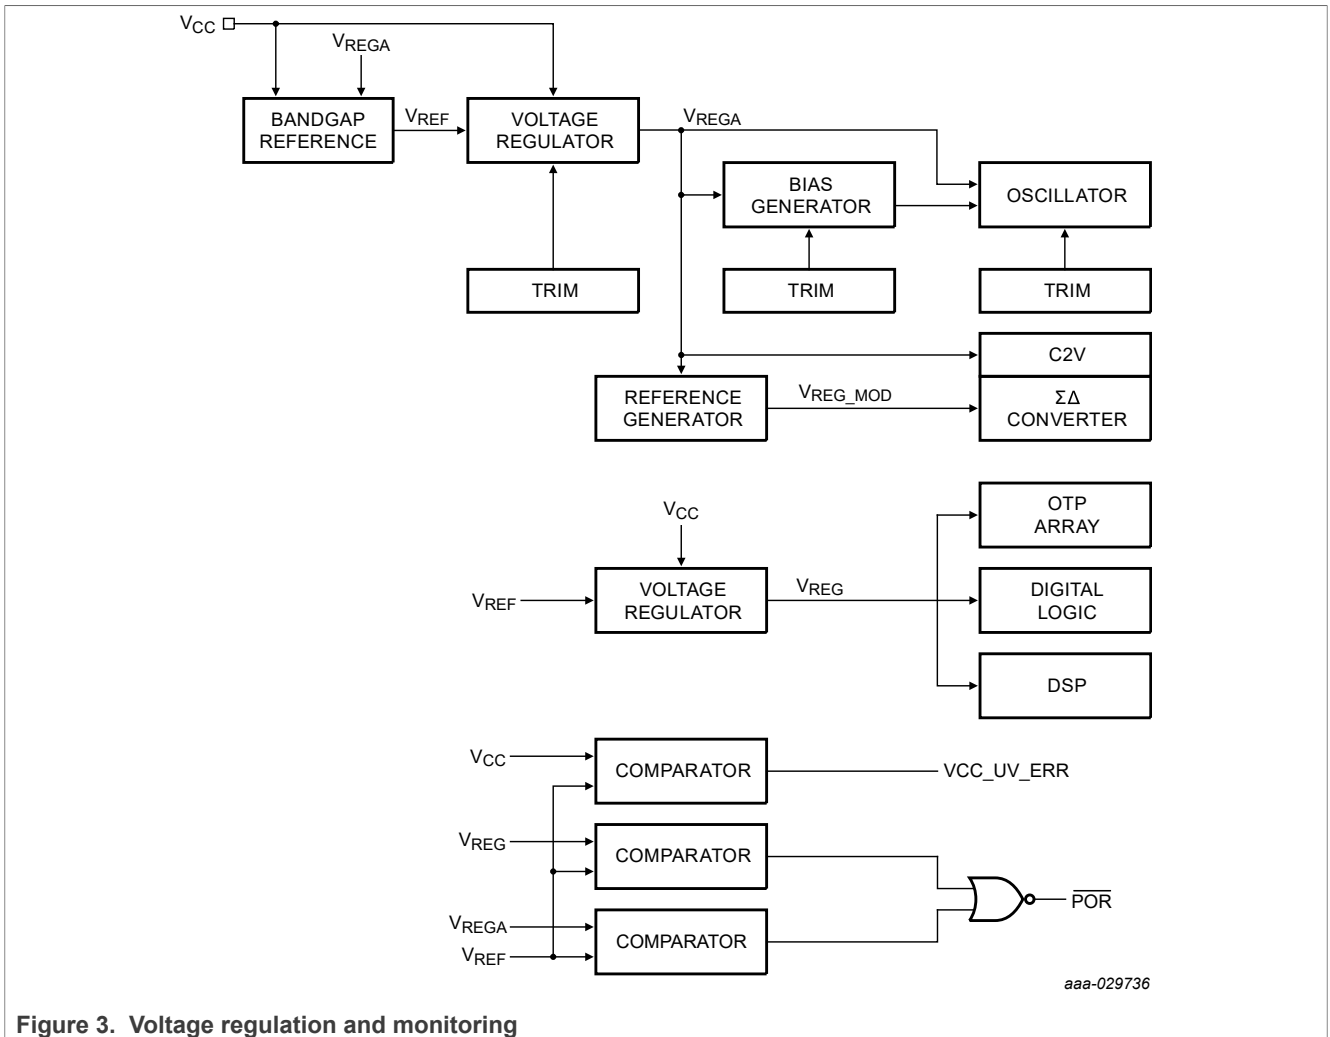 VCC
VREGA
BANDGAP
REFERENCE
VREF
VOLTAGE
REGULATOR
VREGA
BIAS
GENERATOR
OSCILLATOR
TRIM
TRIM
TRIM
C2V
REFERENCE
GENERATOR
VREG_MOD
ΣΔ
CONVERTER
OTP
ARRAY
VCC
VREF
VOLTAGE
REGULATOR
VREG
DIGITAL
LOGIC
DSP
VCC
COMPARATOR
VCC_UV_ERR
VREG
COMPARATOR
POR
VREGA
VREF
COMPARATOR
aaa-029736
Figure 3. Voltage regulation and monitoring